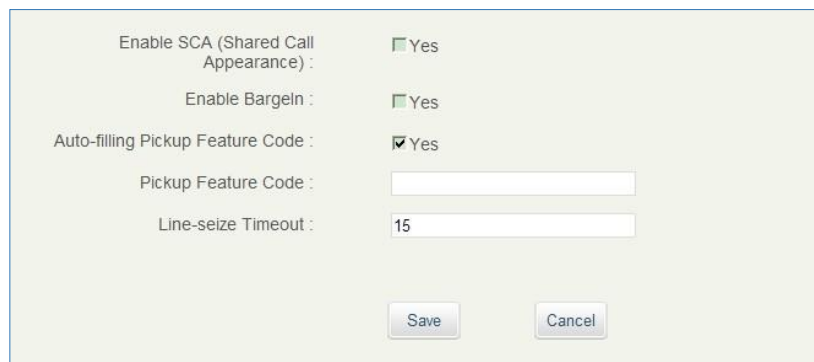 Enable SCA (Shared Call
Appearance) : Yes
Enable BargeIn : Yes
Auto-filling Pickup Feature Code : Yes
Pickup Feature Code :
Line-seize Timeout : 15
Save Cancel